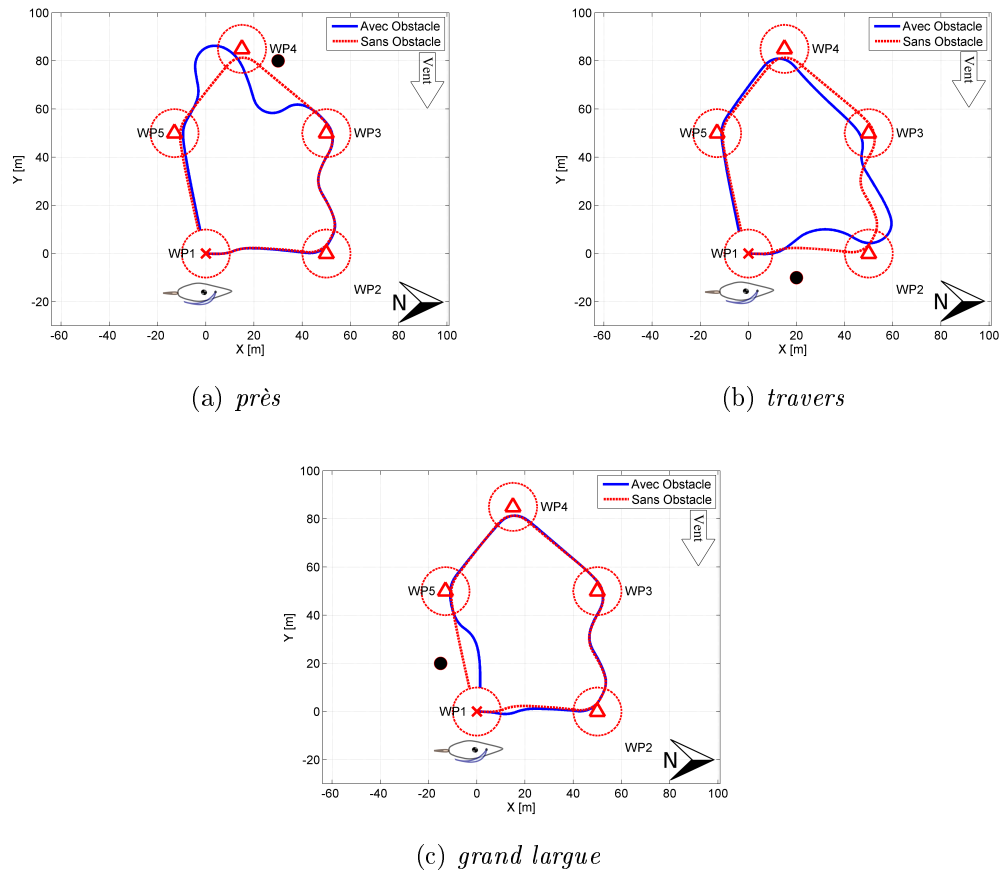 100
80
60
40
20
0
-20
Y [m]
-60 -40 -20 0 20 40 60 80 100
X [m]
Avec Obstacle
Sans Obstacle
Vent
WP4
WP5
WP3
WP1
WP2
N
(a) près
100
80
60
40
20
0
-20
Y [m]
-60 -40 -20 0 20 40 60 80 100
X [m]
Avec Obstacle
Sans Obstacle
Vent
WP4
WP5
WP3
WP1
WP2
N
(b) travers
100
80
60
40
20
0
-20
Y [m]
-60 -40 -20 0 20 40 60 80 100
X [m]
Avec Obstacle
Sans Obstacle
Vent
WP4
WP5
WP3
WP1
WP2
N
(c) grand largue